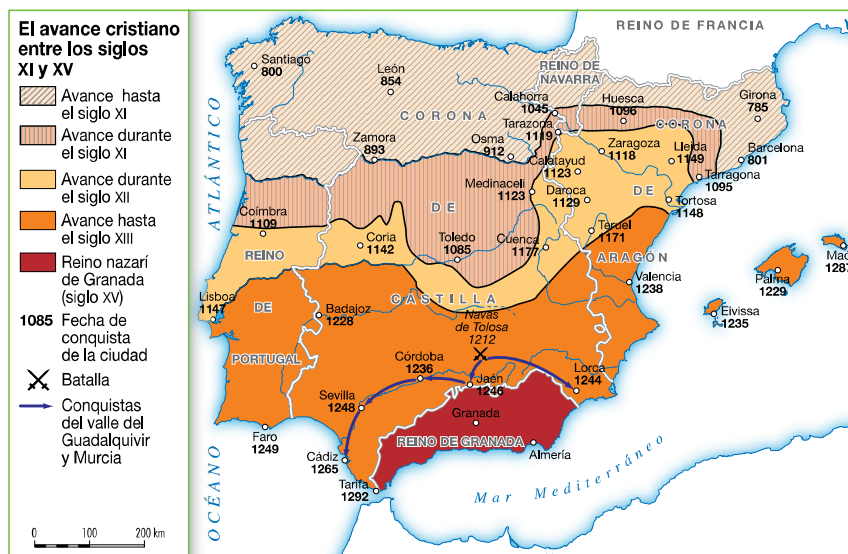 El avance cristiano
entre los siglos
XI y XV
Avance hasta
el siglo XI
Avance durante
el siglo XI
Avance durante
el siglo XII
Avance hasta
el siglo XIII
Reino nazarí
de Granada
(siglo XV)
1085 Fecha de
conquista
de la ciudad
Batalla
Conquistas
del valle del
Guadalquivir
y Murcia
0 100 200 km
REINO DE FRANCIA
OCÉANO ATLÁNTICO
Mar Mediterráneo
REINO DE
NAVARRA
CORONA
DE
CASTILLA
CORONA
DE
ARAGÓN
REINO
DE
PORTUGAL
REINO DE GRANADA
Santiago
800
León
854
Calahorra
1045
Huesca
1096
Girona
785
Tarazona
1119
Zamora
893
Osma
912
Zaragoza
1118
Lleida
1149
Barcelona
801
Calatayud
1123
Tarragona
1095
Medinaceli
1123
Daroca
1129
Tortosa
1148
Coímbra
1109
Coria
1142
Toledo
1085
Cuenca
1177
Teruel
1171
Valencia
1238
Palma
1229
Eivissa
1235
Mad
1287
Lisboa
1147
Badajoz
1228
Navas
de Tolosa
1212
Córdoba
1236
Jaén
1246
Lorca
1244
Sevilla
1248
Granada
Almería
Faro
1249
Cádiz
1265
Tarifa
1292